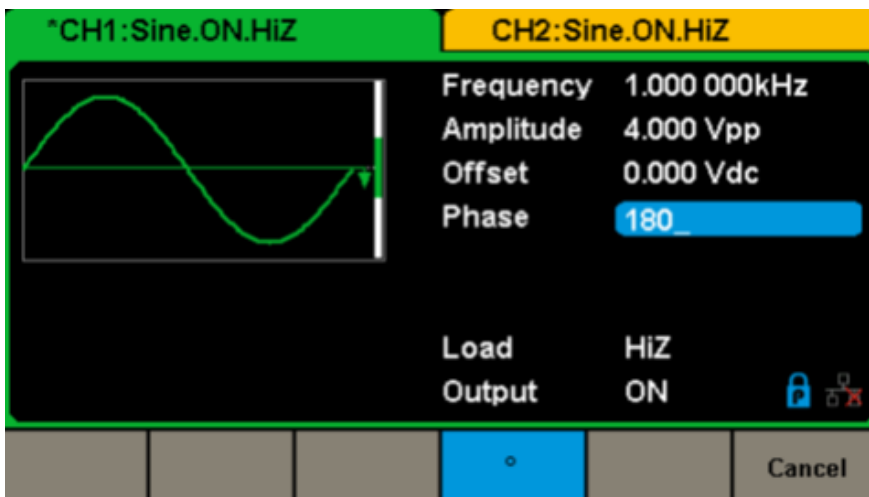 *CH1:Sine.ON.HiZ CH2:Sine.ON.HiZ
Frequency 1.000 000kHz
Amplitude 4.000 Vpp
Offset 0.000 Vdc
Phase 180_
Load HiZ
Output ON P
° Cancel